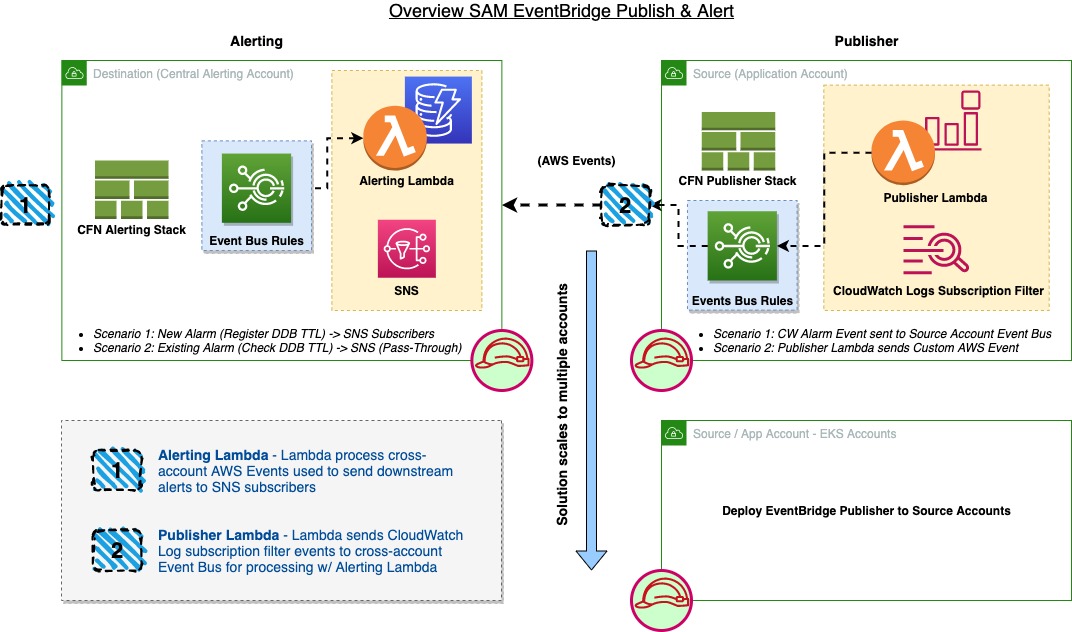 Overview SAM EventBridge Publish & Alert
Alerting
Publisher
Destination (Central Alerting Account)
Alerting Lambda
CFN Alerting Stack
Event Bus Rules
SNS
1
• Scenario 1: New Alarm (Register DDB TTL) -> SNS Subscribers
• Scenario 2: Existing Alarm (Check DDB TTL) -> SNS (Pass-Through)
(AWS Events)
2
Source (Application Account)
CFN Publisher Stack
Publisher Lambda
Events Bus Rules
CloudWatch Logs Subscription Filter
• Scenario 1: CW Alarm Event sent to Source Account Event Bus
• Scenario 2: Publisher Lambda sends Custom AWS Event
Solution scales to multiple accounts
1
Alerting Lambda - Lambda process cross-
account AWS Events used to send downstream
alerts to SNS subscribers
2
Publisher Lambda - Lambda sends CloudWatch
Log subscription filter events to cross-account
Event Bus for processing w/ Alerting Lambda
Source / App Account - EKS Accounts
Deploy EventBridge Publisher to Source Accounts